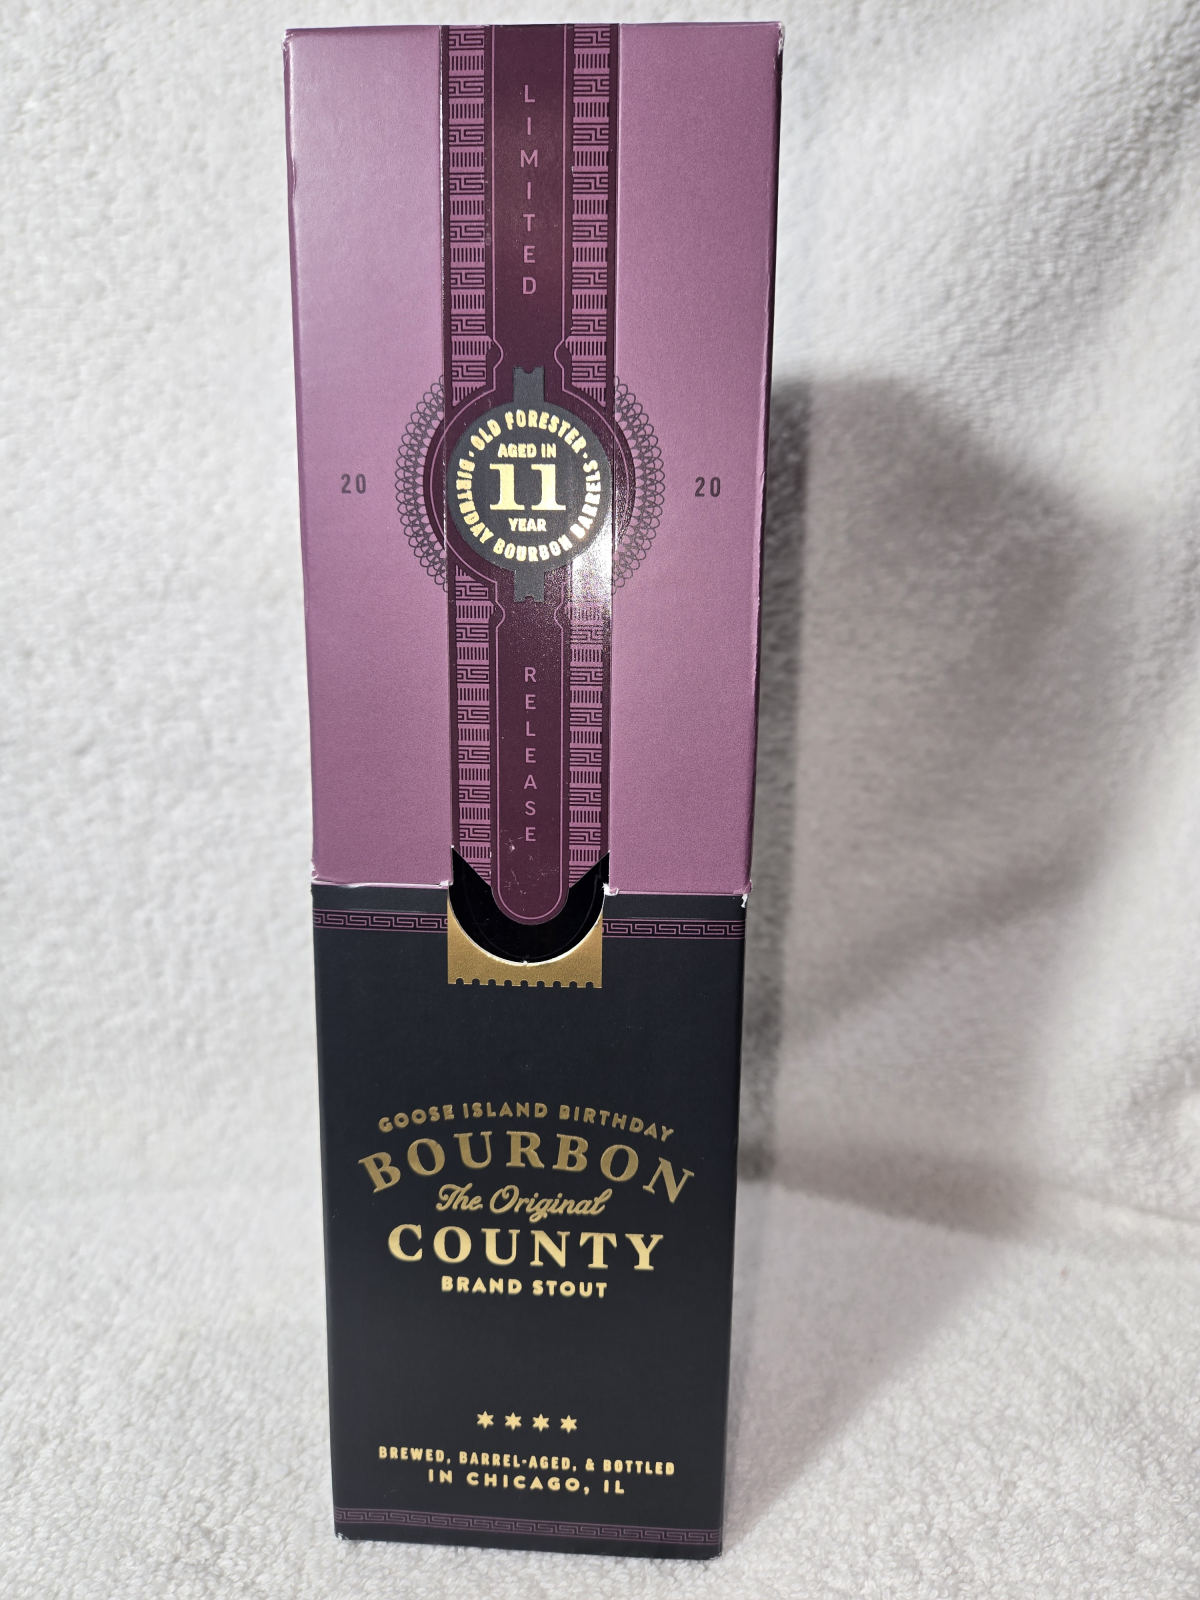 LIMITED
OLD FORESTER
AGED IN
20 11 20
YEAR
BIRTHDAY BOURBON BARRELS
RELEASE
GOOSE ISLAND BIRTHDAY
BOURBON
The Original
COUNTY
BRAND STOUT
BREWED, BARREL-AGED, & BOTTLED
IN CHICAGO, IL